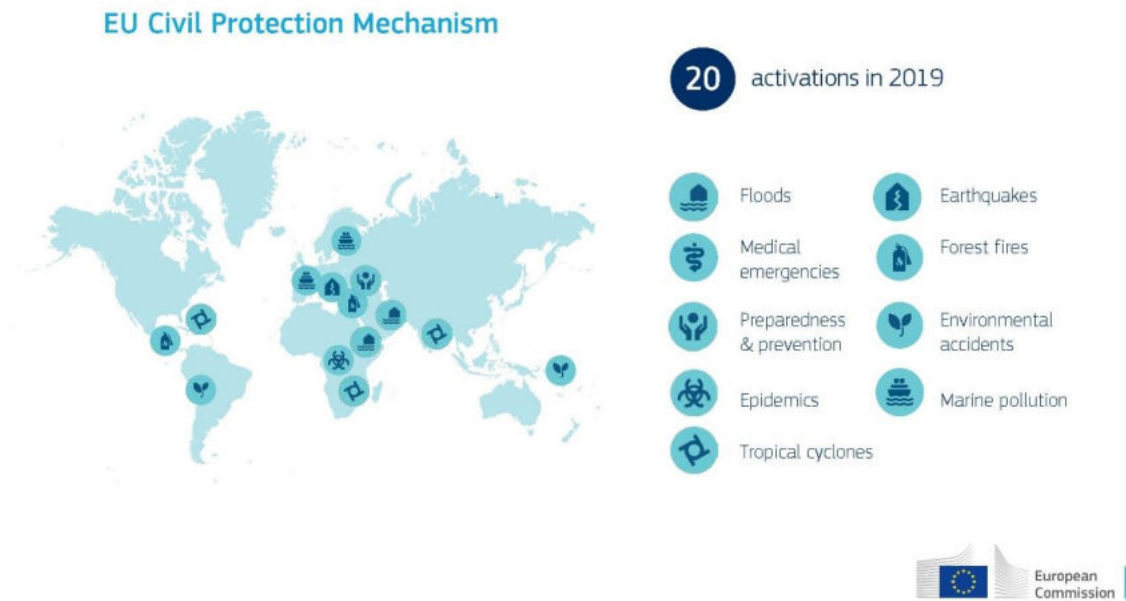 EU Civil Protection Mechanism
20 activations in 2019
Floods
Earthquakes
Medical
emergencies
Forest fires
Preparedness
& prevention
Environmental
accidents
Epidemics
Marine pollution
Tropical cyclones
European
Commission